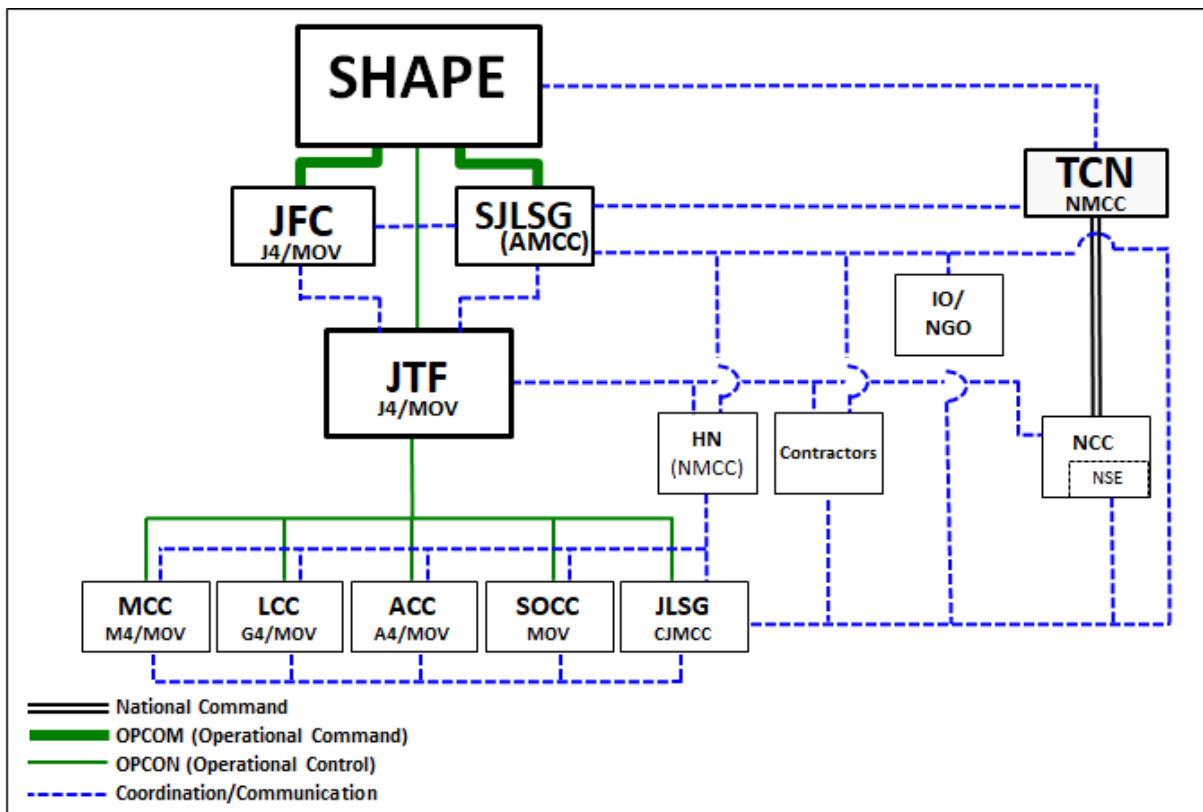 SHAPE
TCN
NMCC
JFC
J4/MOV
SJLSG
(AMCC)
IO/
NGO
JTF
J4/MOV
HN
(NMCC)
Contractors
NCC
NSE
MCC
M4/MOV
LCC
G4/MOV
ACC
A4/MOV
SOCC
MOV
JLSG
CJMCC
National Command
OPCOM (Operational Command)
OPCON (Operational Control)
Coordination/Communication